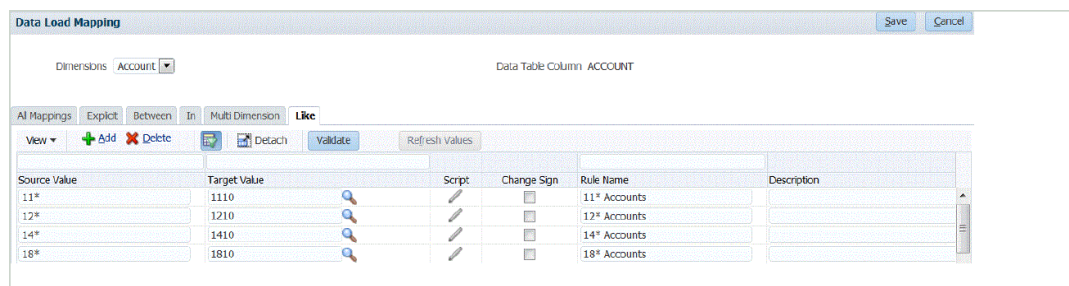 Data Load Mapping Save Cancel
Dimensions Account Data Table Column ACCOUNT
All Mappings Explicit Between In Multi Dimension Like
View Add Delete Detach Validate Refresh Values
Source Value Target Value Script Change Sign Rule Name Description
11* 1110 11* Accounts
12* 1210 12* Accounts
14* 1410 14* Accounts
18* 1810 18* Accounts